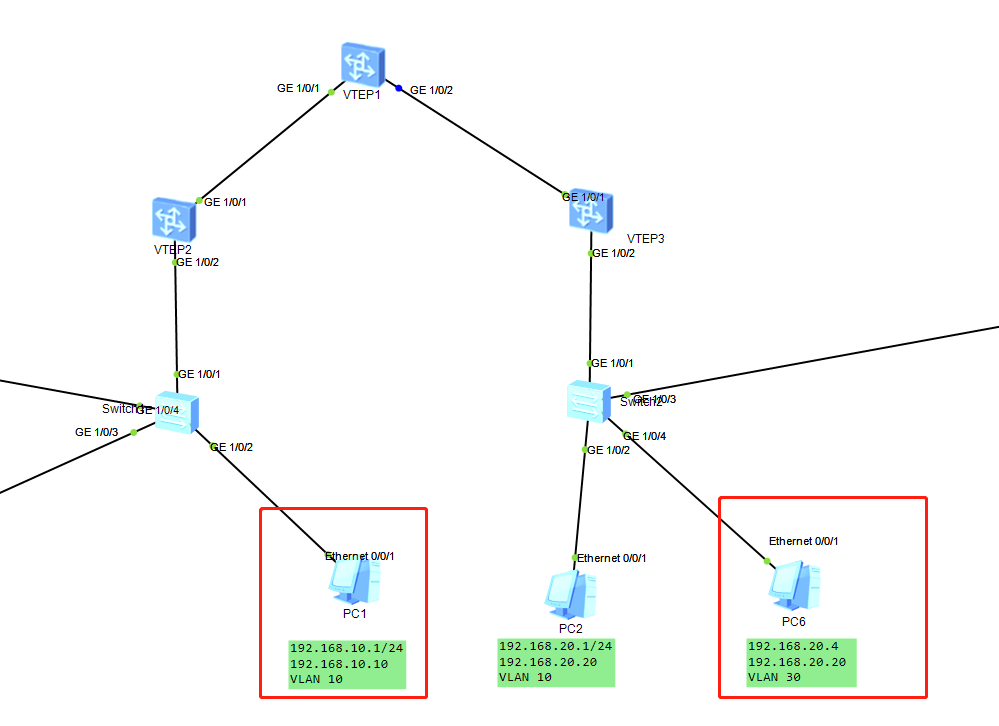 GE 1/0/1
GE 1/0/2
VTEP1
GE 1/0/1
GE 1/0/1
VTEP2
VTEP3
GE 1/0/2
GE 1/0/2
GE 1/0/1
GE 1/0/1
Switch
GE 1/0/4
Switch2
GE 1/0/3
GE 1/0/3
GE 1/0/2
GE 1/0/4
GE 1/0/2
Ethernet 0/0/1
Ethernet 0/0/1
Ethernet 0/0/1
PC1
PC2
PC6
192.168.10.1/24
192.168.10.10
VLAN 10
192.168.20.1/24
192.168.20.20
VLAN 10
192.168.20.4
192.168.20.20
VLAN 30